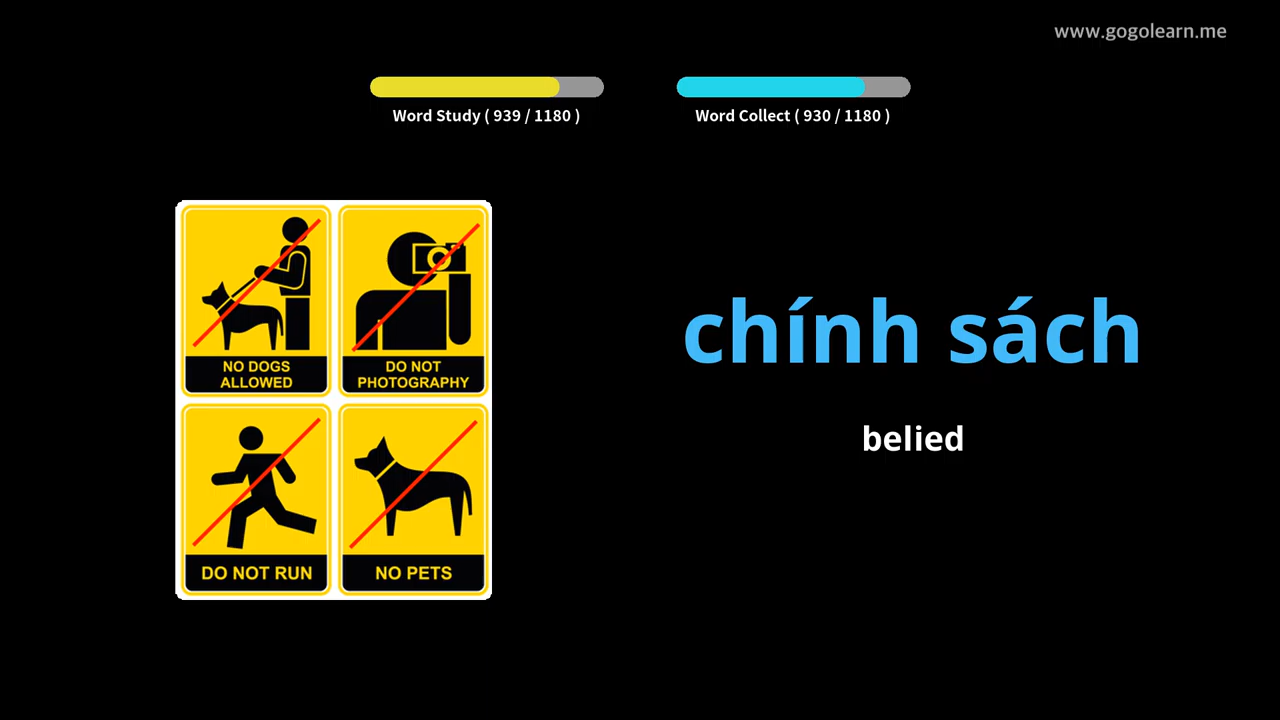 www.gogolearn.me
Word Study ( 939 / 1180 )
Word Collect ( 930 / 1180 )
NO DOGS
ALLOWED
DO NOT
PHOTOGRAPHY
DO NOT RUN
NO PETS
chính sách
belied